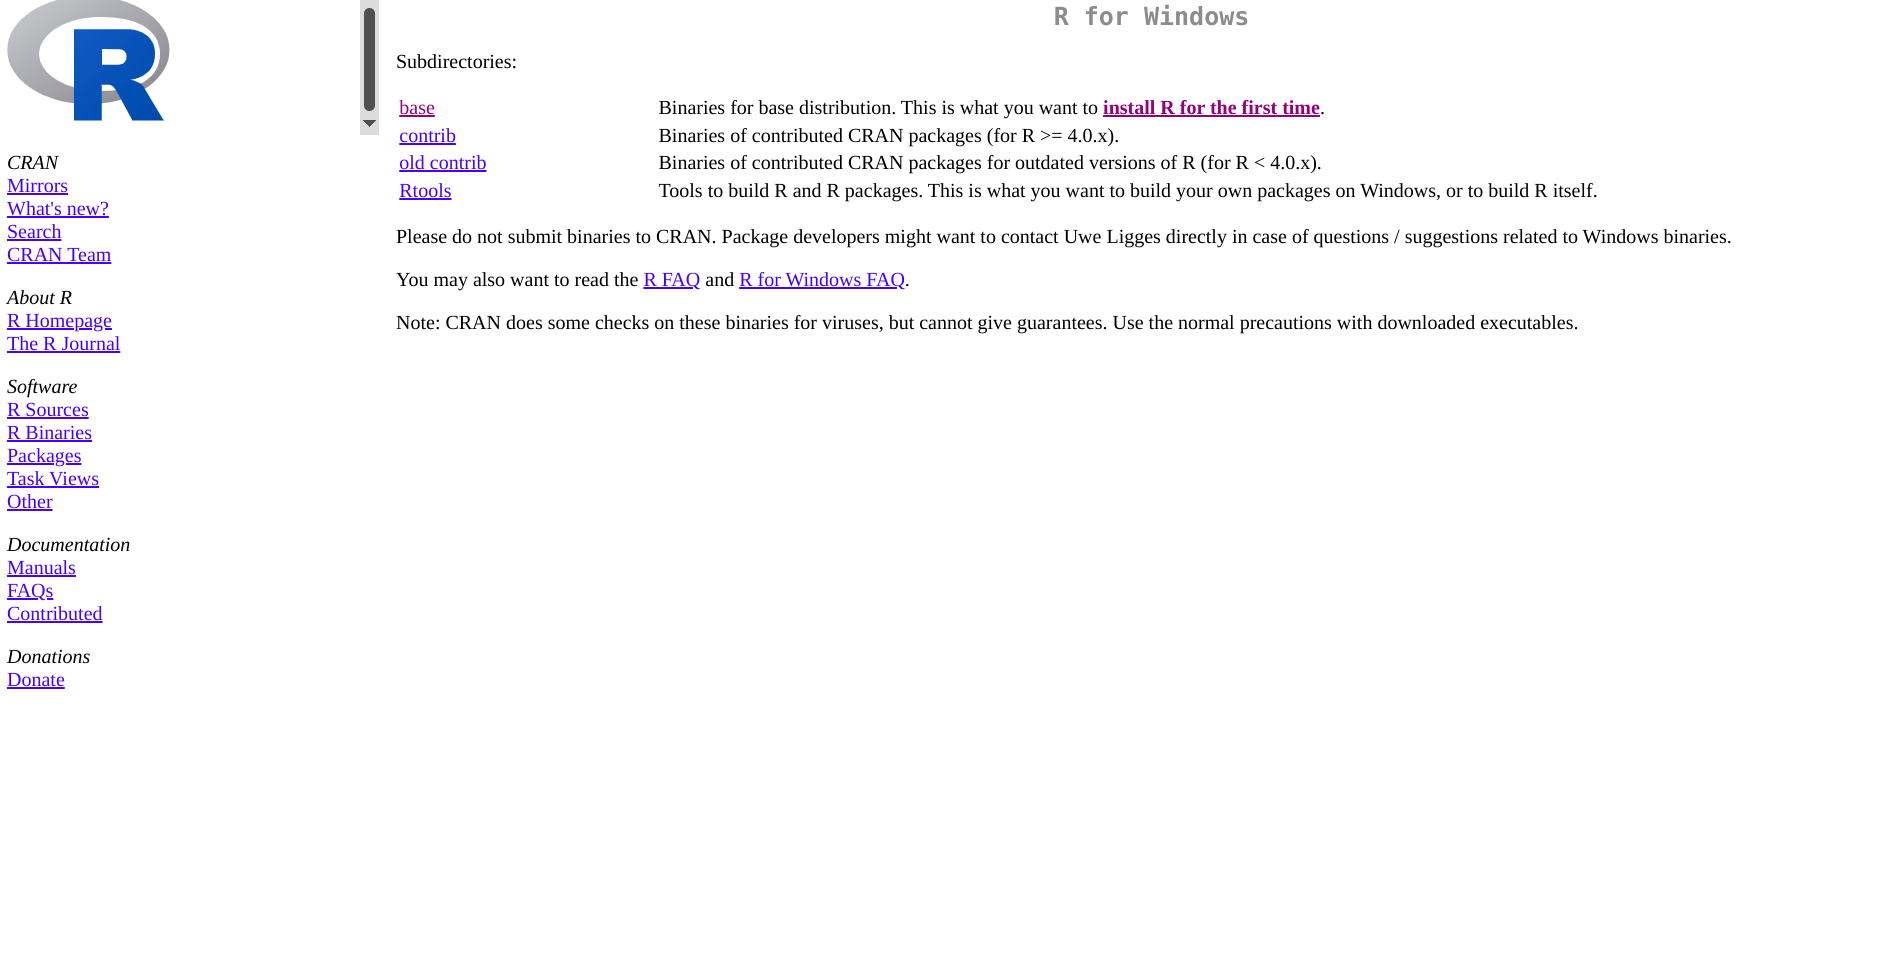 R
CRAN
Mirrors
What's new?
Search
CRAN Team
About R
R Homepage
The R Journal
Software
R Sources
R Binaries
Packages
Task Views
Other
Documentation
Manuals
FAQs
Contributed
Donations
Donate
R for Windows
Subdirectories:
base Binaries for base distribution. This is what you want to install R for the first time.
contrib Binaries of contributed CRAN packages (for R >= 4.0.x).
old contrib Binaries of contributed CRAN packages for outdated versions of R (for R < 4.0.x).
Rtools Tools to build R and R packages. This is what you want to build your own packages on Windows, or to build R itself.
Please do not submit binaries to CRAN. Package developers might want to contact Uwe Ligges directly in case of questions / suggestions related to Windows binaries.
You may also want to read the R FAQ and R for Windows FAQ.
Note: CRAN does some checks on these binaries for viruses, but cannot give guarantees. Use the normal precautions with downloaded executables.